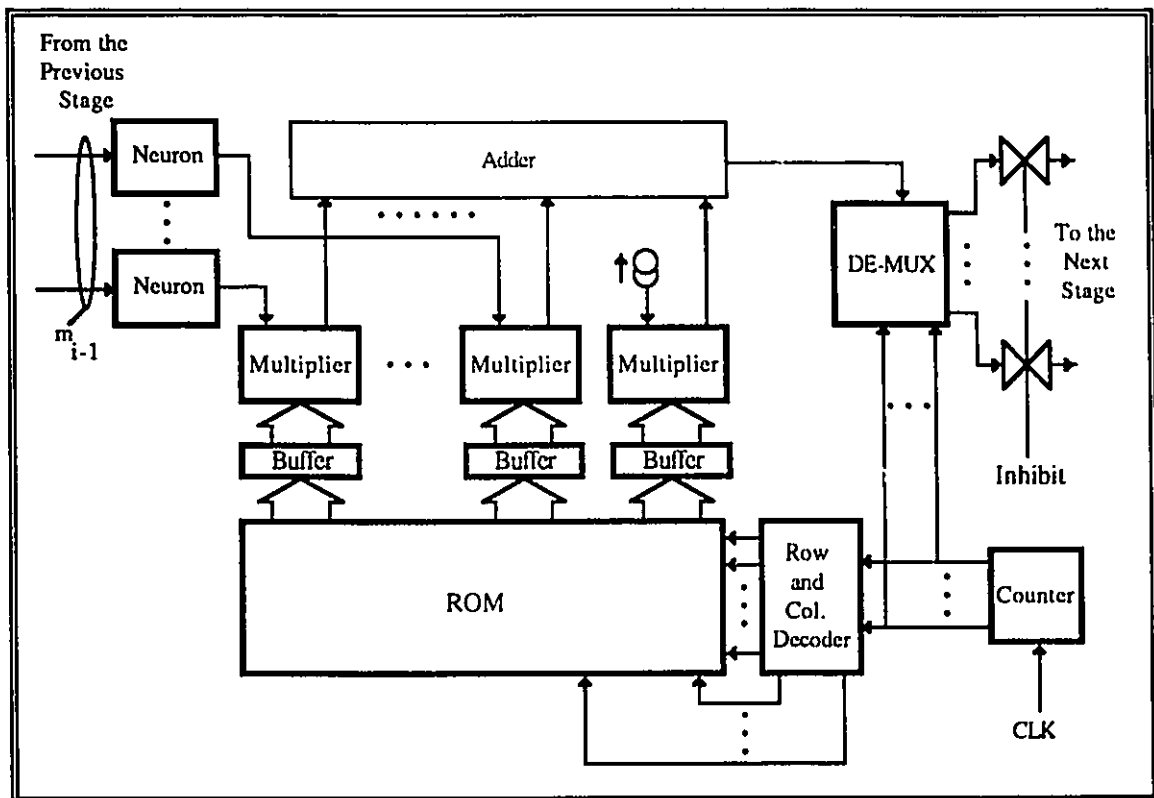 From the
Previous
Stage
Neuron
Neuron
m
i-1
Adder
DE-MUX
To the
Next
Stage
Multiplier
Multiplier
Multiplier
Buffer
Buffer
Buffer
Inhibit
ROM
Row
and
Col.
Decoder
Counter
CLK